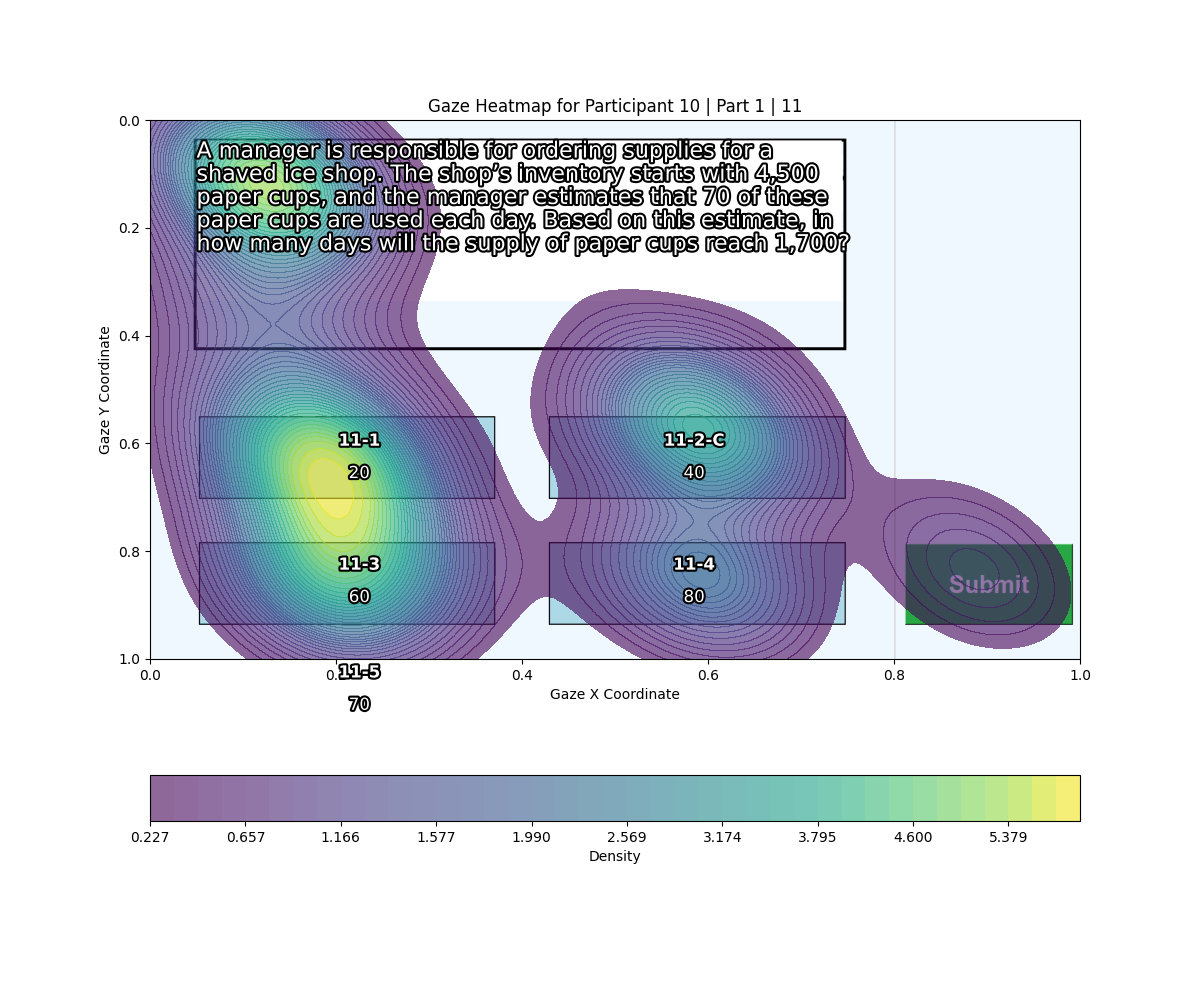 Gaze Heatmap for Participant 10 | Part 1 | 11
A manager is responsible for ordering supplies for a
shaved ice shop. The shop's inventory starts with 4,500
paper cups, and the manager estimates that 70 of these
paper cups are used each day. Based on this estimate, in
how many days will the supply of paper cups reach 1,700?
0.0
0.2
0.4
0.6
0.8
1.0
Gaze Y Coordinate
11-1
20
11-2-C
40
11-3
60
11-4
80
Submit
11-5
70
0.0
0.4
0.6
0.8
1.0
Gaze X Coordinate
0.227
0.657
1.166
1.577
1.990
2.569
3.174
3.795
4.600
5.379
Density